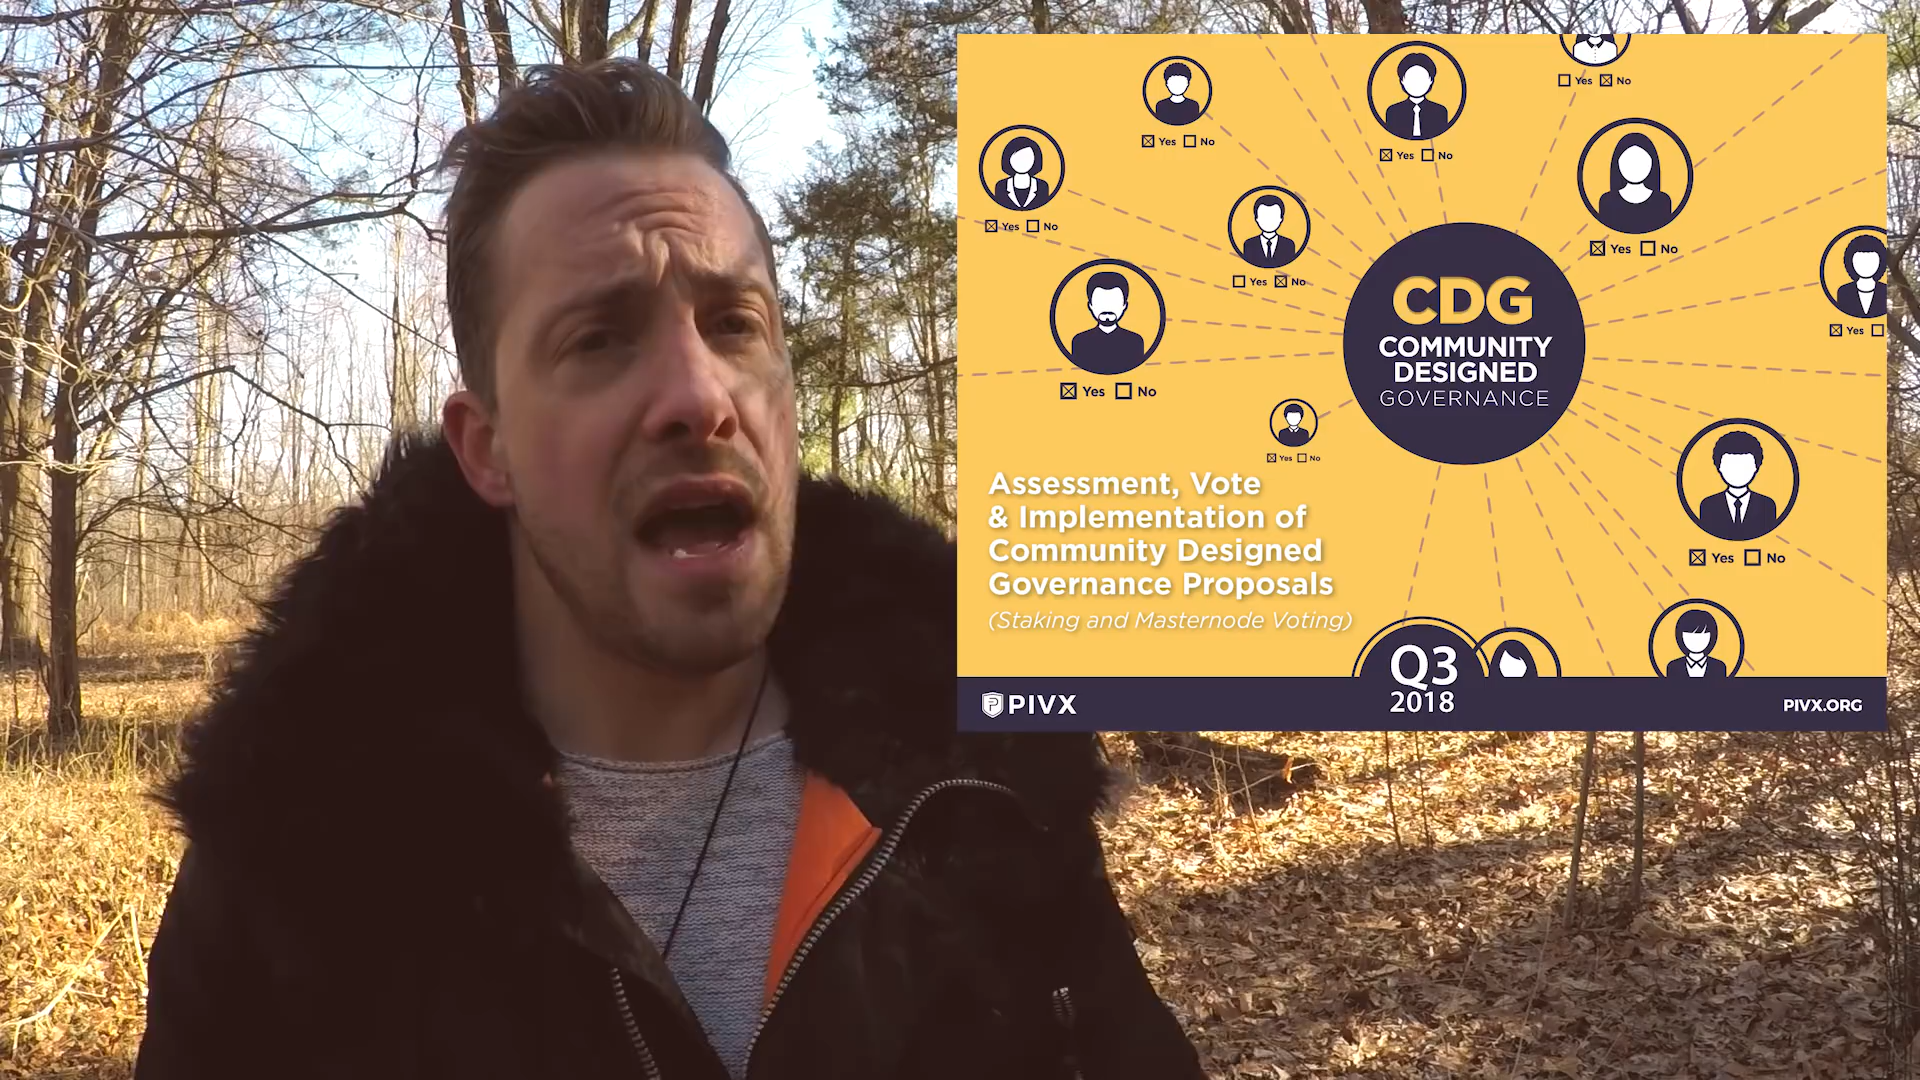 Yes No
Yes No
Yes No
Yes No
Yes No
Yes No
Yes No
Yes
Yes No
Yes No
Yes No
CDG
COMMUNITY
DESIGNED
GOVERNANCE
Assessment, Vote
& Implementation of
Community Designed
Governance Proposals
(Staking and Masternode Voting)
Q3
2018
PIVX
PIVX.ORG